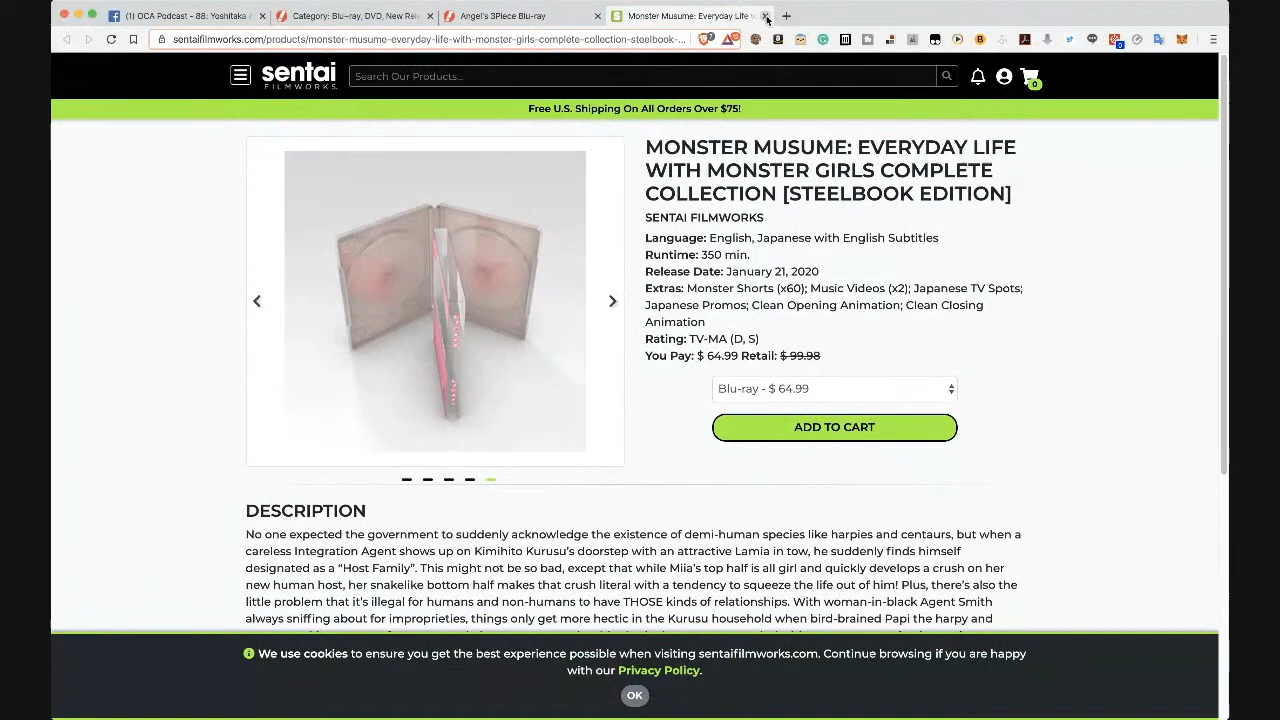 (1) OCA Podcast - 88: Yoshitaka
Category: Blu-ray, DVD, New Rel
Angel's 3Piece Blu-ray
Monster Musume: Everyday Life w
sentaifilmworks.com/products/monster-musume-everyday-life-with-monster-girls-complete-collection-steelbook-...
sentai
FILMWORKS.
Search Our Products...
0
Free U.S. Shipping On All Orders Over $75!
MONSTER MUSUME: EVERYDAY LIFE
WITH MONSTER GIRLS COMPLETE
COLLECTION [STEELBOOK EDITION]
SENTAI FILMWORKS
Language: English, Japanese with English Subtitles
Runtime: 350 min.
Release Date: January 21, 2020
Extras: Monster Shorts (x60); Music Videos (x2); Japanese TV Spots;
Japanese Promos; Clean Opening Animation; Clean Closing
Animation
Rating: TV-MA (D, S)
You Pay: $ 64.99 Retail: $ 99.98
Blu-ray - $ 64.99
ADD TO CART
DESCRIPTION
No one expected the government to suddenly acknowledge the existence of demi-human species like harpies and centaurs, but when a
careless Integration Agent shows up on Kimihito Kurusu's doorstep with an attractive Lamia in tow, he suddenly finds himself
designated as a “Host Family”. This might not be so bad, except that while Miia's top half is all girl and quickly develops a crush on her
new human host, her snakelike bottom half makes that crush literal with a tendency to squeeze the life out of him! Plus, there's also the
little problem that it's illegal for humans and non-humans to have THOSE kinds of relationships. With woman-in-black Agent Smith
always sniffing about for improprieties, things only get more hectic in the Kurusu household when bird-brained Papi the harpy and
We use cookies to ensure you get the best experience possible when visiting sentaifilmworks.com. Continue browsing if you are happy
with our Privacy Policy.
OK